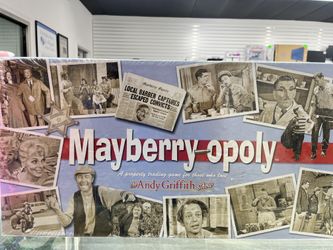 LOCAL BARBER CAPTURES
ESCAPED CONVICTS
Mayberry-opoly
A property trading game for those who love
The Andy Griffith Show